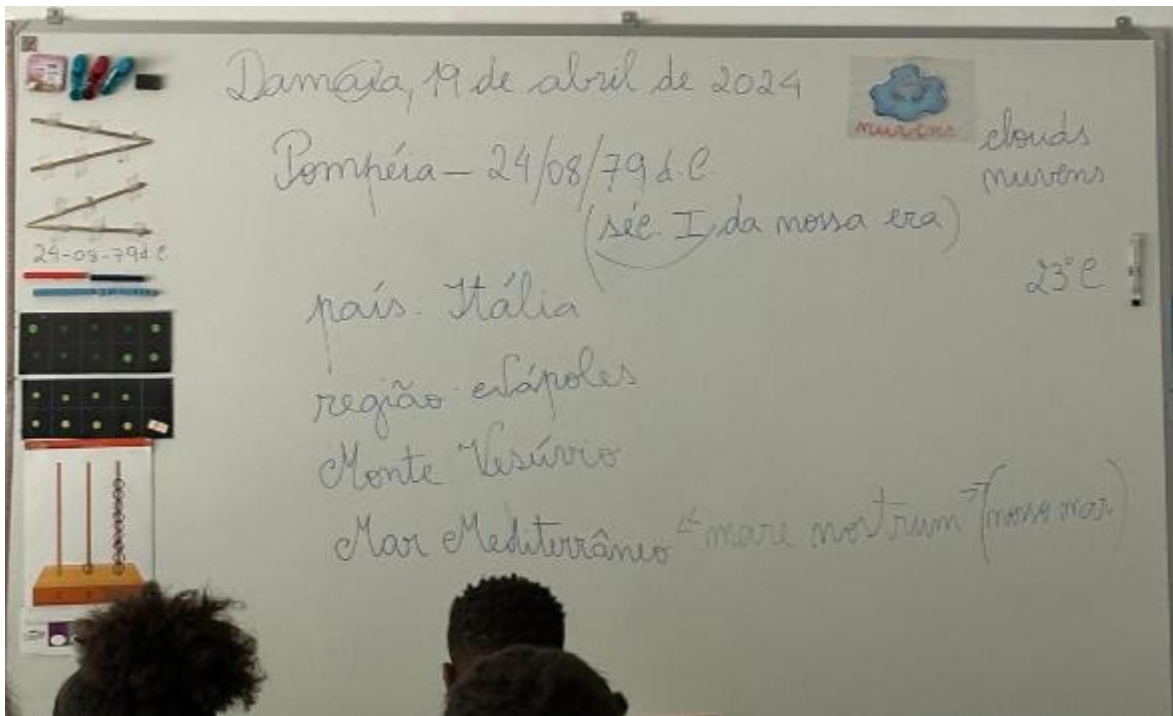 Damaia, 19 de abril de 2024
nuvens
clouds
nuvens
Pompéia – 24/08/79 d.C.
(séc. I, da nossa era)
24-08-79d.C
23°C
país: Itália
região: Nápoles
Monte Vesúvio
Mar Mediterrâneo "mare nostrum" (nosso mar)